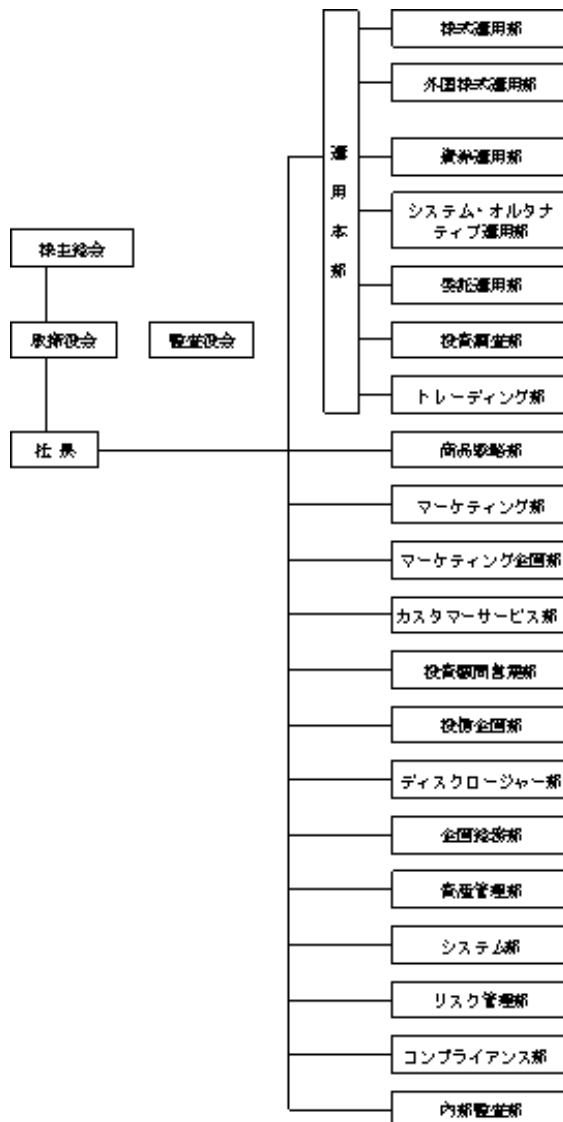 株式運用部
外国株式運用部
運用本部
債券運用部
システム・オルタナ
ティブ運用部
株主総会
委託運用部
取締役会
監査役会
投資調査部
トレーディング部
社長
商品戦略部
マーケティング部
マーケティング企画部
カスタマーサービス部
投資顧問営業部
投信企画部
ディスクロージャー部
企画総務部
資産管理部
システム部
リスク管理部
コンプライアンス部
内部監査部